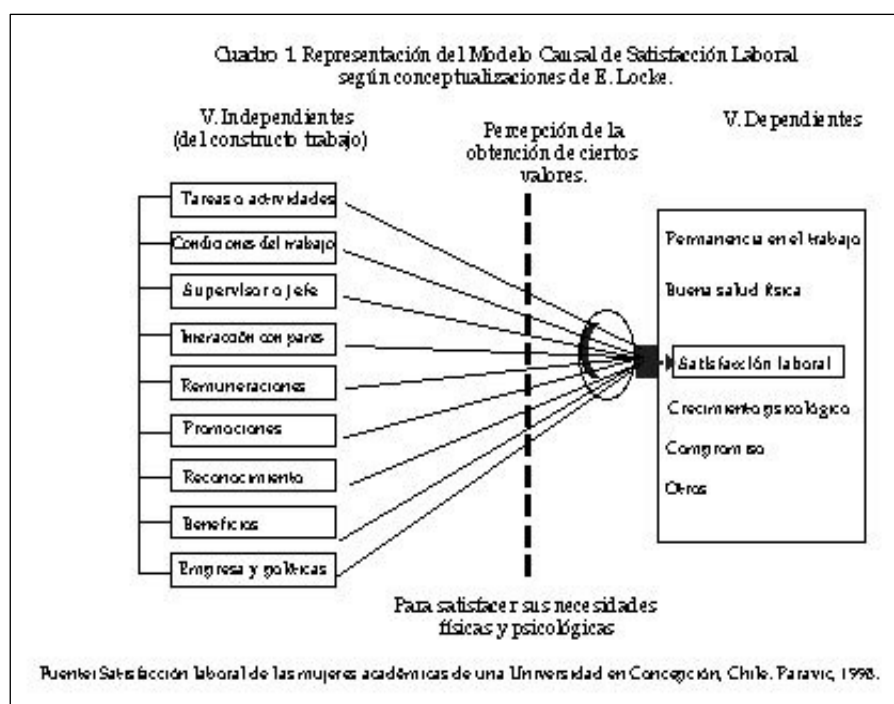 Cuadro 1. Representación del Modelo Causal de Satisfacción Laboral
según conceptualizaciones de E. Locke.
V. Independientes
(del constructo trabajo)
Percepción de la
obtención de ciertos
valores.
V. Dependientes
Tareas o actividades
Condiciones del trabajo
Supervisor o Jefe
Interacción con pares
Remuneraciones
Promociones
Reconocimiento
Beneficios
Empresa y políticas
Permanencia en el trabajo
Buena salud física
Satisfacción laboral
Crecimiento psicológico
Compromiso
Otros
Para satisfacer sus necesidades
físicas y psicológicas
Fuente: Satisfacción laboral de las mujeres académicas de una Universidad en Concepción, Chile. Paravic, 1998.